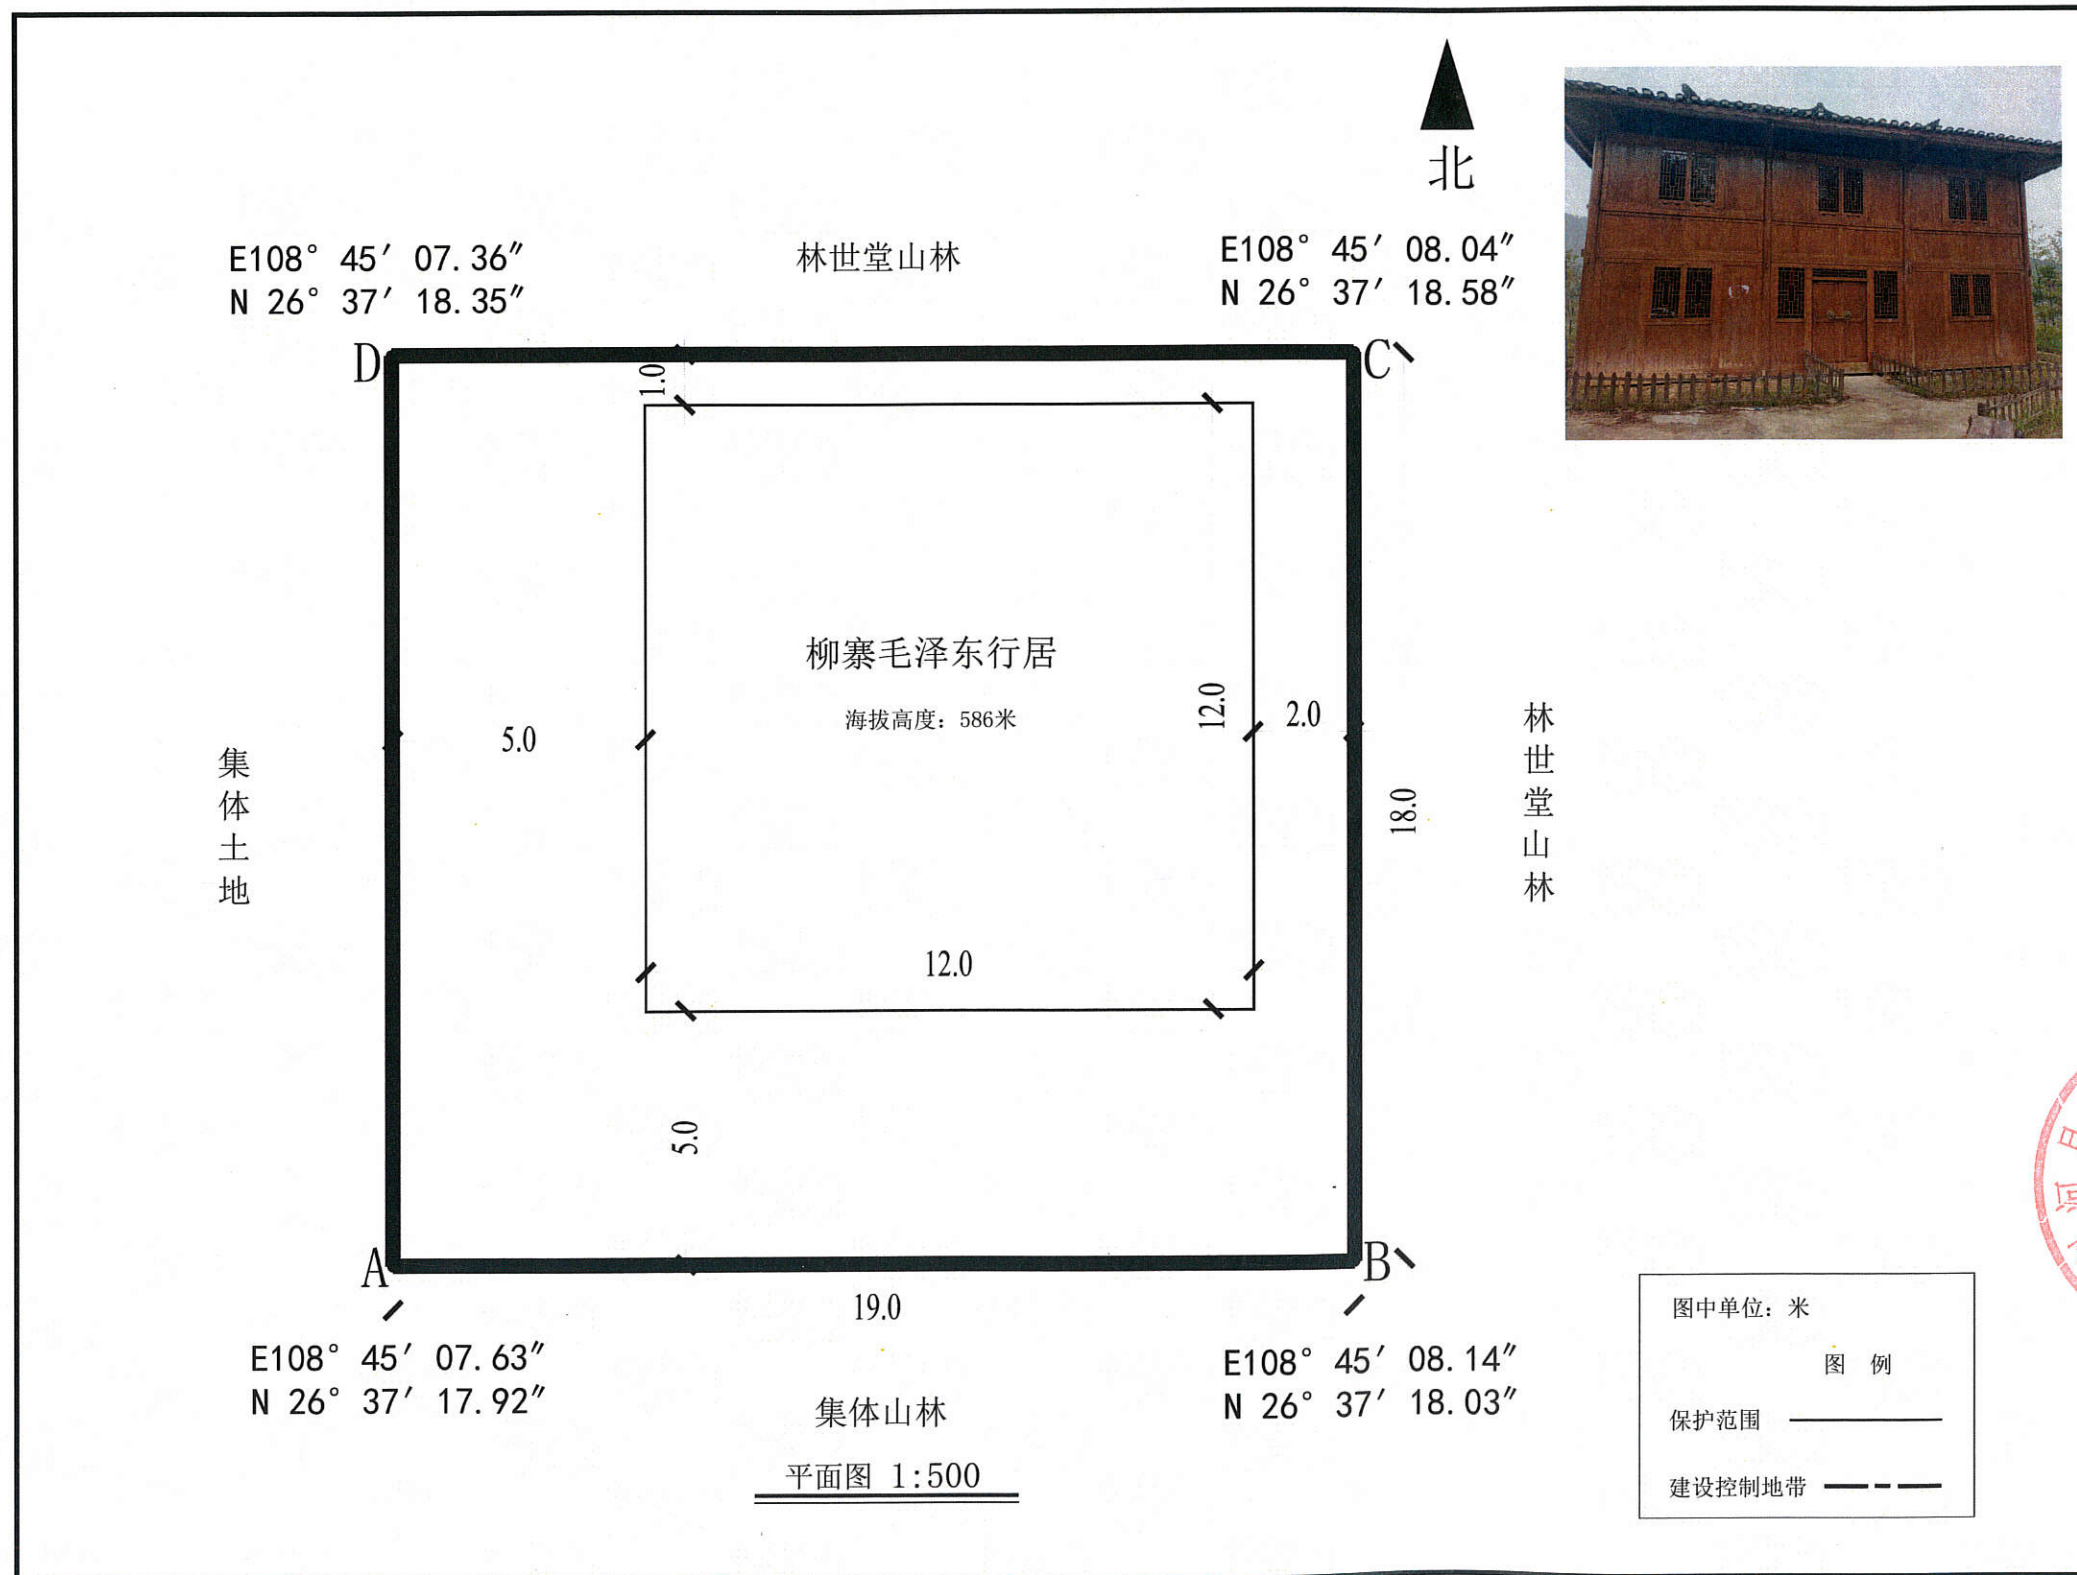 北
E108° 45′ 07.36″
N 26° 37′ 18.35″
林世堂山林
E108° 45′ 08.04″
N 26° 37′ 18.58″
D
C
1.0
柳寨毛泽东行居
海拔高度：586米
5.0
12.0
2.0
集体土地
18.0
林世堂山林
12.0
5.0
A
B
19.0
E108° 45′ 07.63″
N 26° 37′ 17.92″
E108° 45′ 08.14″
N 26° 37′ 18.03″
集体山林
平面图 1:500
图中单位：米
图 例
保护范围
建设控制地带